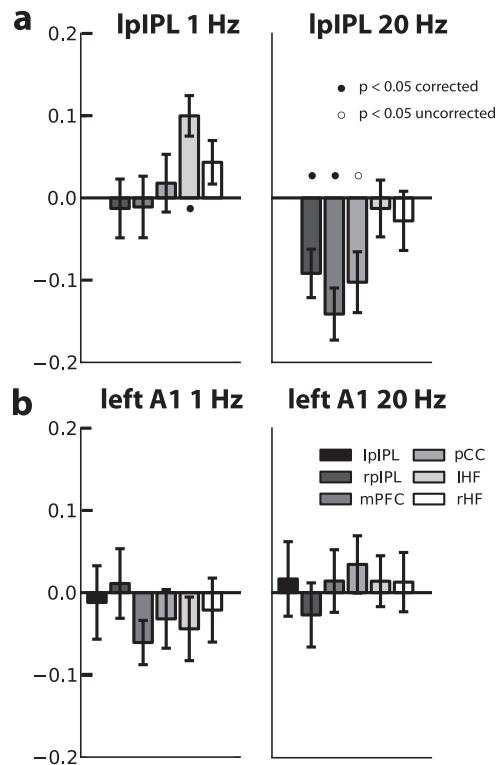 a
lpIPL 1 Hz
lpIPL 20 Hz
0.2
0.1
0.0
−0.1
−0.2
p < 0.05 corrected
p < 0.05 uncorrected
b
left A1 1 Hz
left A1 20 Hz
0.2
0.1
0.0
−0.1
−0.2
lpIPL
pCC
rpIPL
lHF
mPFC
rHF